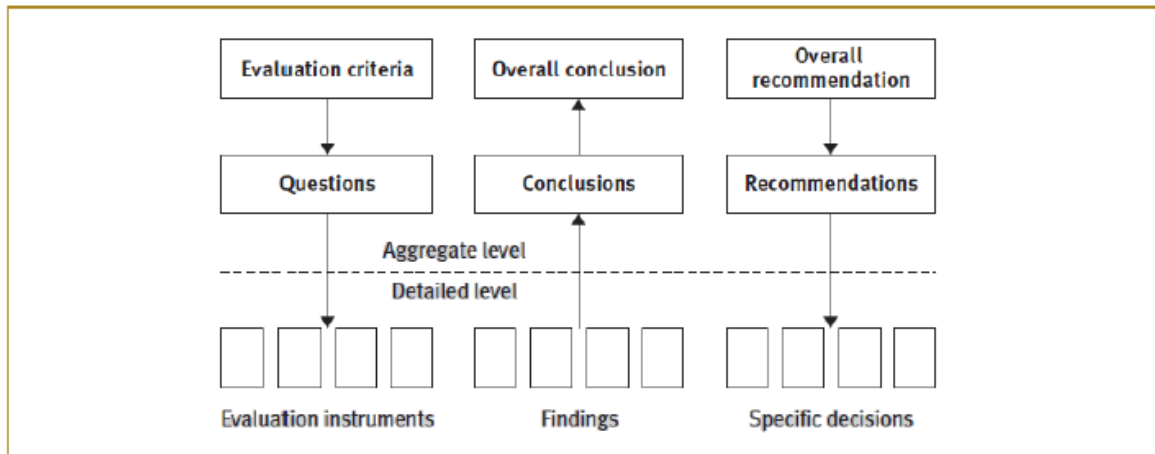 Evaluation criteria
Overall conclusion
Overall
recommendation
Questions
Conclusions
Recommendations
Aggregate level
Detailed level
Evaluation instruments
Findings
Specific decisions